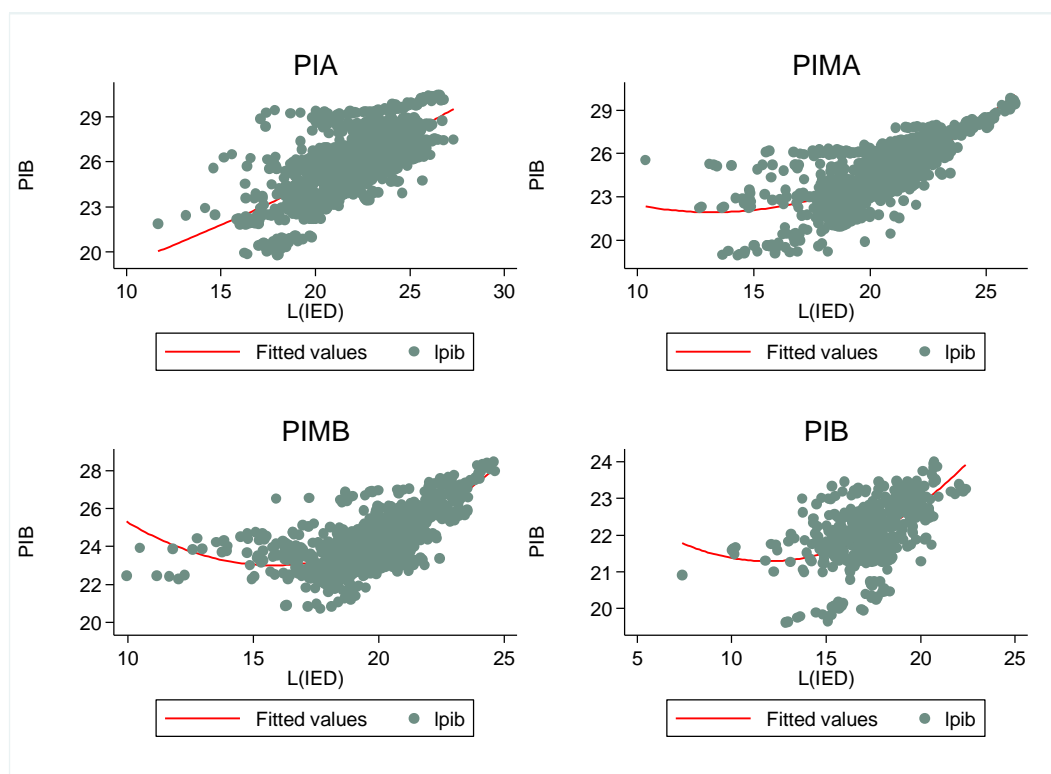 PIA
PIB
29
26
23
20
10 15 20 25 30
L(IED)
Fitted values lpib
PIMA
PIB
29
26
23
20
10 15 20 25
L(IED)
Fitted values lpib
PIMB
PIB
28
26
24
22
20
10 15 20 25
L(IED)
Fitted values lpib
PIB
PIB
24
23
22
21
20
5 10 15 20 25
L(IED)
Fitted values lpib